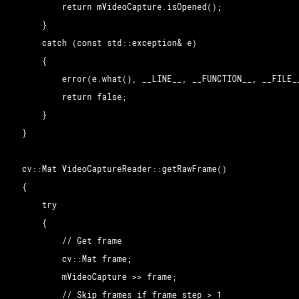 return mVideoCapture.isOpened();
}
catch (const std::exception& e)
{
error(e.what(), __LINE__, __FUNCTION__, __FILE__
return false;
}
}
cv::Mat VideoCaptureReader::getRawFrame()
{
try
{
// Get frame
cv::Mat frame;
mVideoCapture >> frame;
// Skip frames if frame step > 1